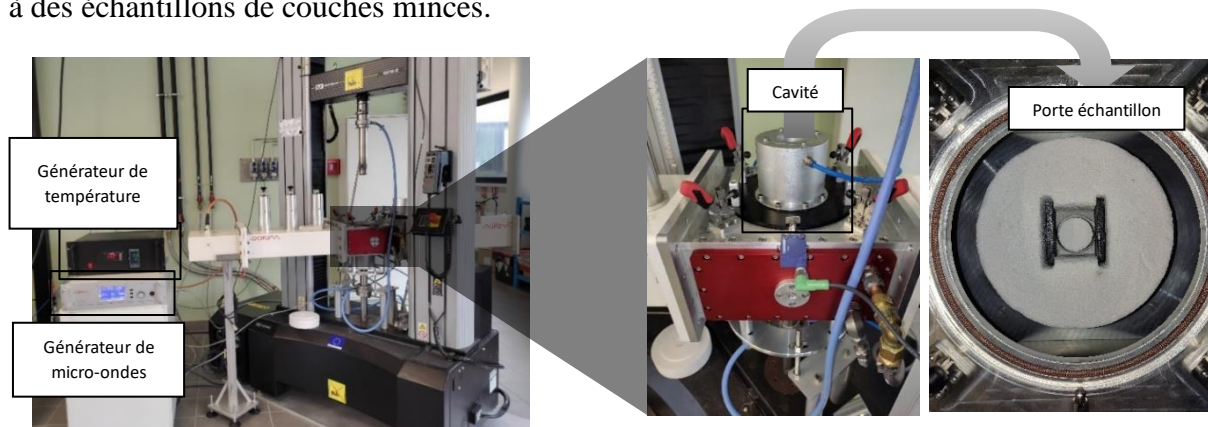 à des échantillons de couches minces.
Cavité
Porte échantillon
Générateur de
température
Générateur de
micro-ondes